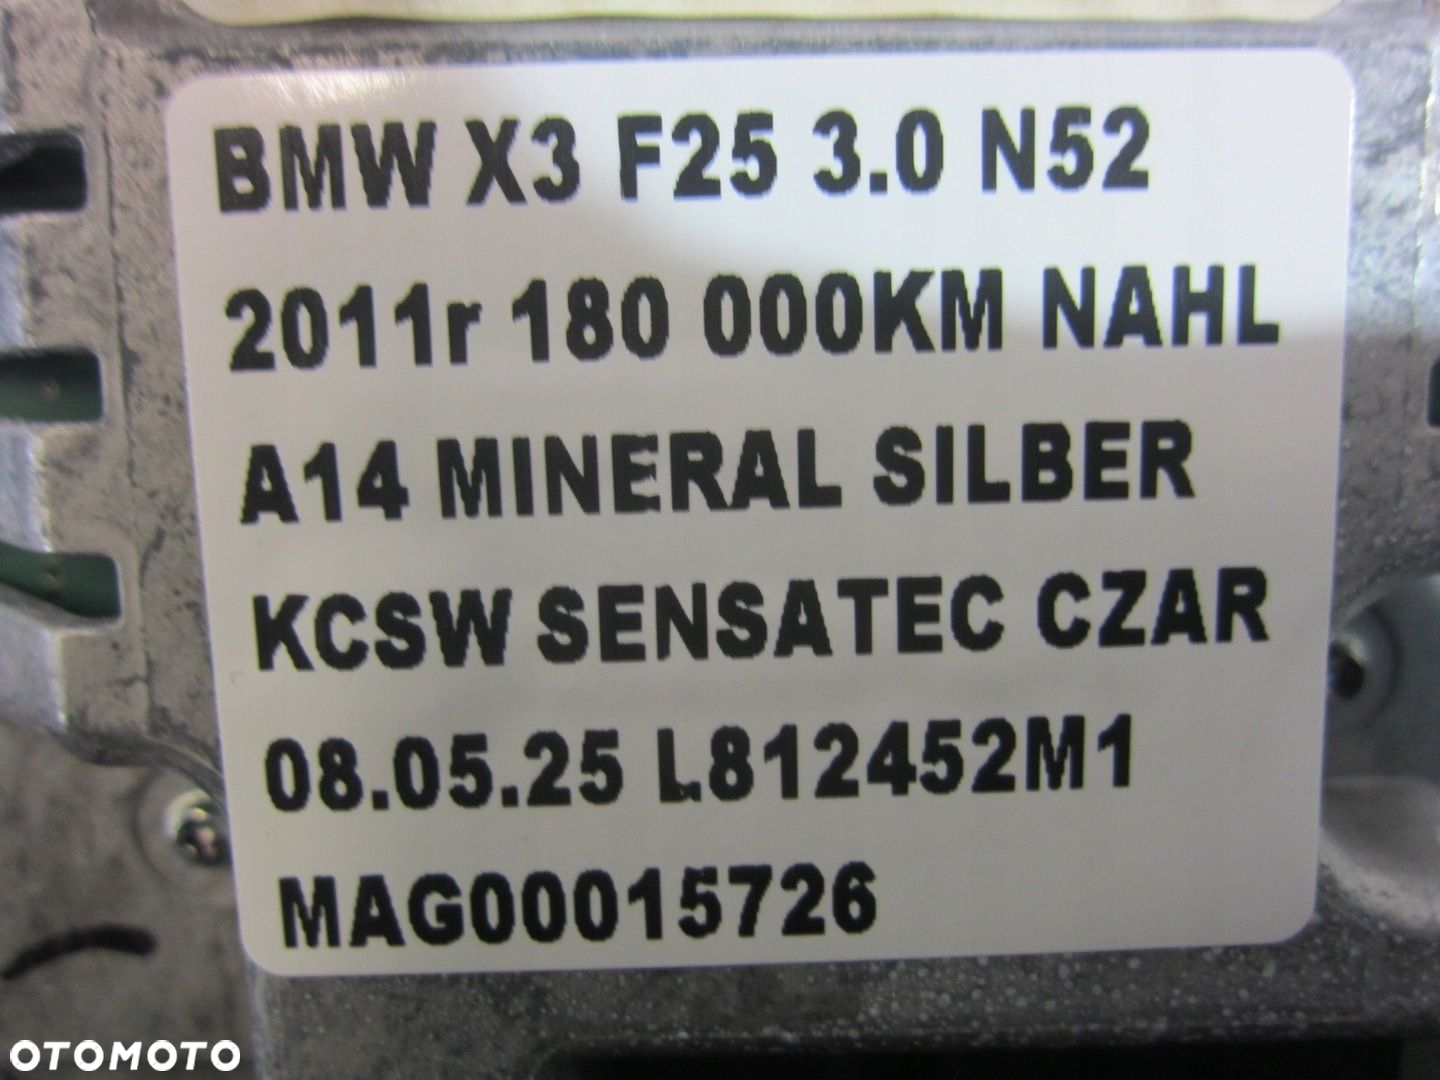 BMW X3 F25 3.0 N52
2011r 180 000KM NAHL
A14 MINERAL SILBER
KCSW SENSATEC CZAR
08.05.25 L812452M1
MAG00015726
OTOMOTO